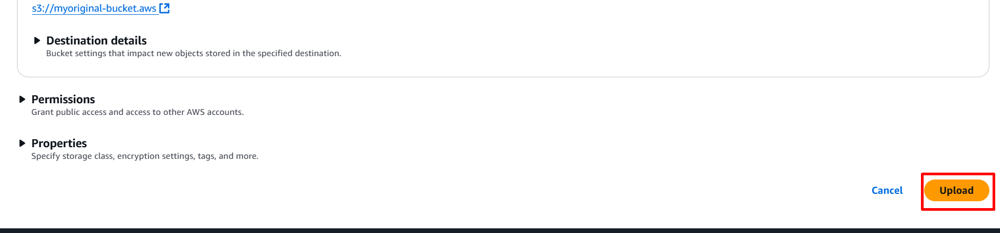 s3://myoriginal-bucket.aws
Destination details
Bucket settings that impact new objects stored in the specified destination.
Permissions
Grant public access and access to other AWS accounts.
Properties
Specify storage class, encryption settings, tags, and more.
Cancel
Upload